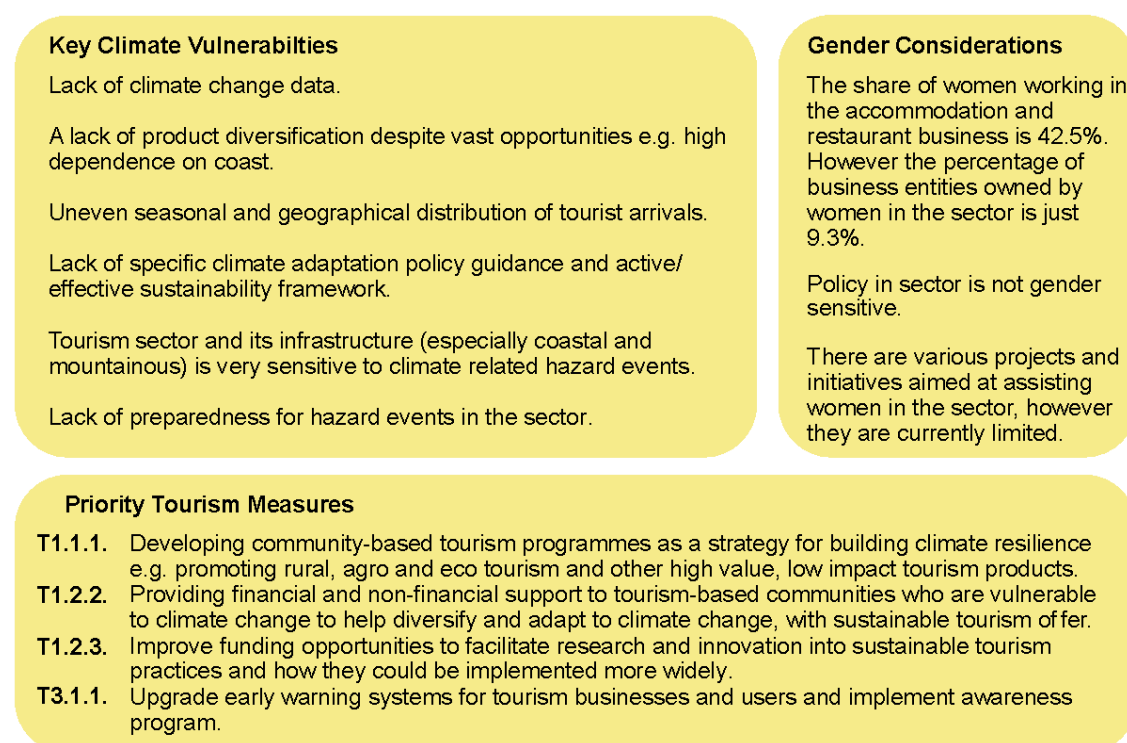 Key Climate Vulnerabilties
Lack of climate change data.
A lack of product diversification despite vast opportunities e.g. high
dependence on coast.
Uneven seasonal and geographical distribution of tourist arrivals.
Lack of specific climate adaptation policy guidance and active/
effective sustainability framework.
Tourism sector and its infrastructure (especially coastal and
mountainous) is very sensitive to climate related hazard events.
Lack of preparedness for hazard events in the sector.
Gender Considerations
The share of women working in
the accommodation and
restaurant business is 42.5%.
However the percentage of
business entities owned by
women in the sector is just
9.3%.
Policy in sector is not gender
sensitive.
There are various projects and
initiatives aimed at assisting
women in the sector, however
they are currently limited.
Priority Tourism Measures
T1.1.1. Developing community-based tourism programmes as a strategy for building climate resilience
e.g. promoting rural, agro and eco tourism and other high value, low impact tourism products.
T1.2.2. Providing financial and non-financial support to tourism-based communities who are vulnerable
to climate change to help diversify and adapt to climate change, with sustainable tourism offer.
T1.2.3. Improve funding opportunities to facilitate research and innovation into sustainable tourism
practices and how they could be implemented more widely.
T3.1.1. Upgrade early warning systems for tourism businesses and users and implement awareness
program.